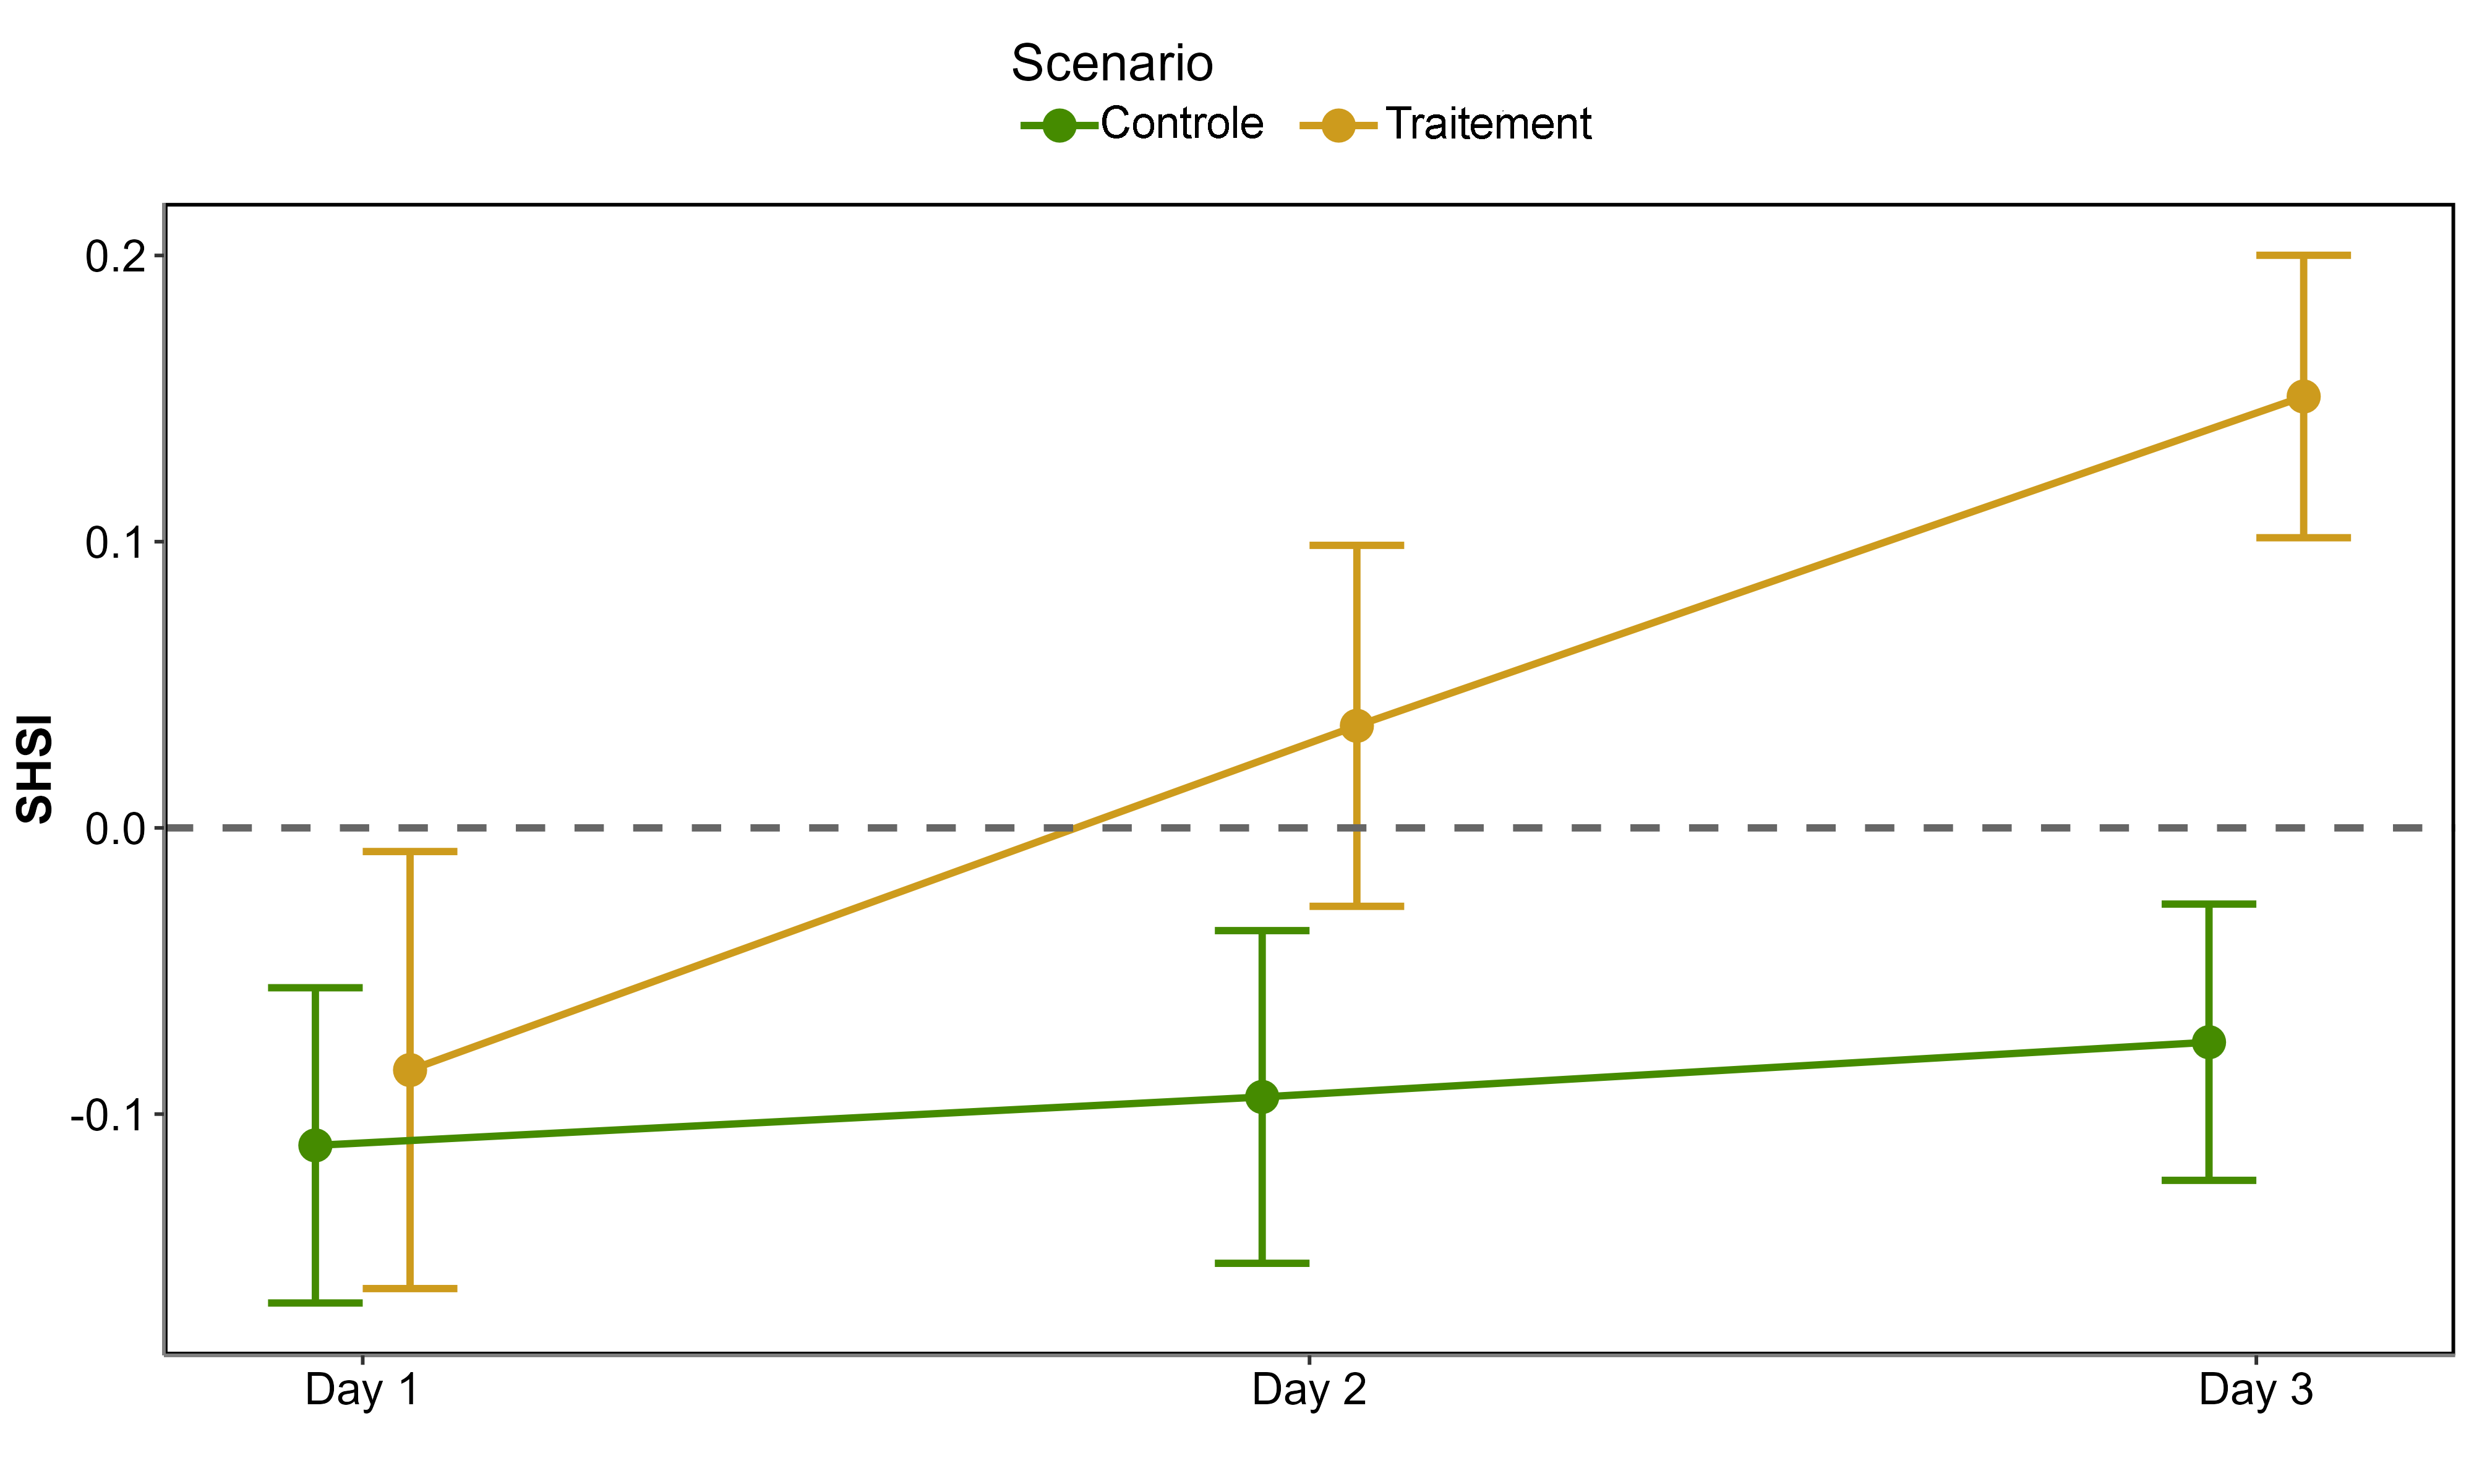 Scenario
Controle Traitement
0.2
0.1
0.0
-0.1
SHSI
Day 1 Day 2 Day 3